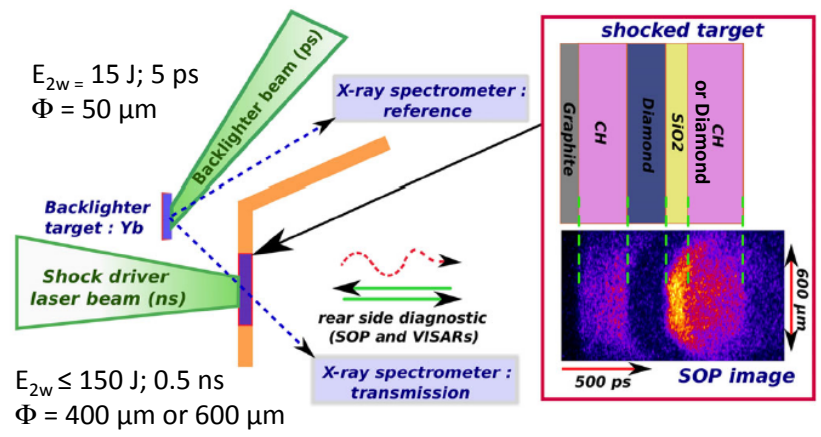 E2w = 15 J; 5 ps
Φ = 50 μm
Backlighter beam (ps)
X-ray spectrometer :
reference
Backlighter
target : Yb
Shock driver
laser beam (ns)
rear side diagnostic
(SOP and VISARs)
X-ray spectrometer :
transmission
E2w ≤ 150 J; 0.5 ns
Φ = 400 μm or 600 μm
shocked target
Graphite
CH
Diamond
SiO2
CH
or Diamond
600 μm
500 ps
SOP image